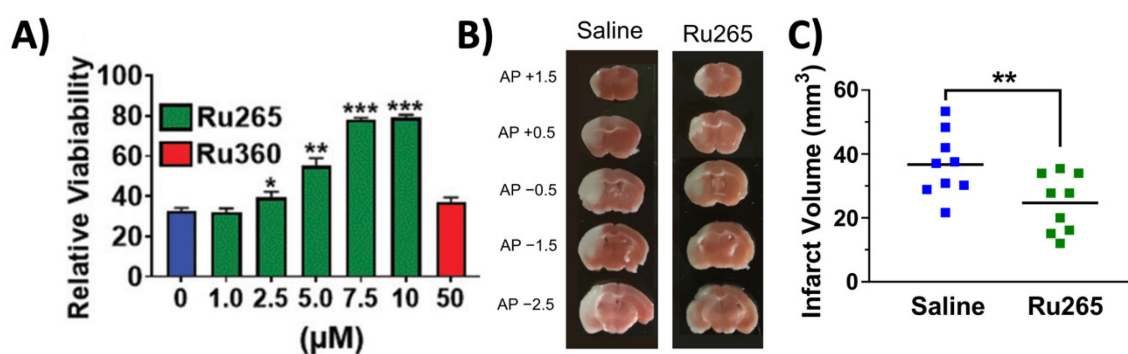 A)
Relative Viabiability
100
80
60
40
20
0
Ru265
Ru360
*
**
***
***
0 1.0 2.5 5.0 7.5 10 50
(µM)
B)
Saline Ru265
AP +1.5
AP +0.5
AP −0.5
AP −1.5
AP −2.5
C)
Infarct Volume (mm³)
60
40
20
0
**
Saline Ru265